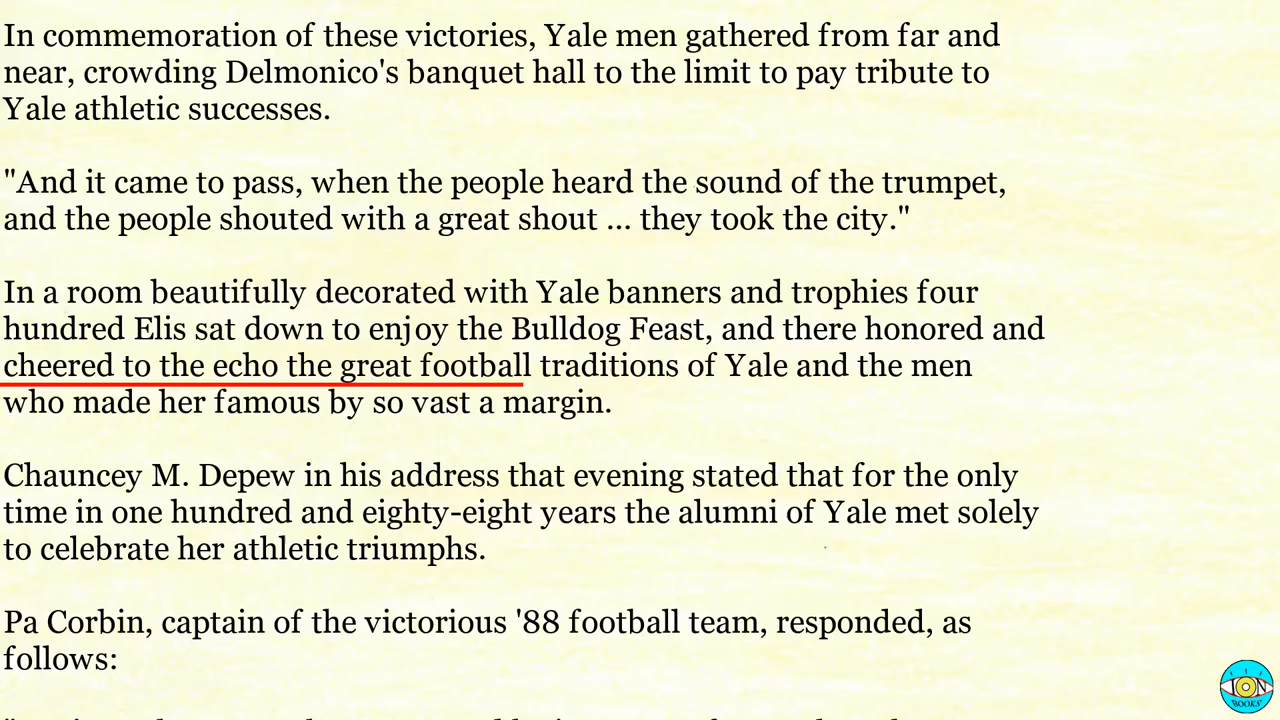 In commemoration of these victories, Yale men gathered from far and
near, crowding Delmonico's banquet hall to the limit to pay tribute to
Yale athletic successes.
"And it came to pass, when the people heard the sound of the trumpet,
and the people shouted with a great shout ... they took the city."
In a room beautifully decorated with Yale banners and trophies four
hundred Elis sat down to enjoy the Bulldog Feast, and there honored and
cheered to the echo the great football traditions of Yale and the men
who made her famous by so vast a margin.
Chauncey M. Depew in his address that evening stated that for the only
time in one hundred and eighty-eight years the alumni of Yale met solely
to celebrate her athletic triumphs.
Pa Corbin, captain of the victorious '88 football team, responded, as
follows:
ION
BOOKS